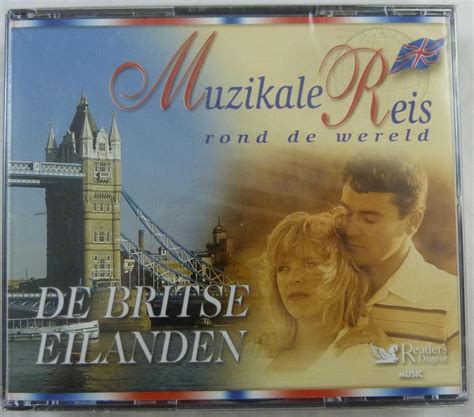 Muzikale Reis
rond de wereld
DE BRITSE
EILANDEN
Reader's
Digest
MUSIC